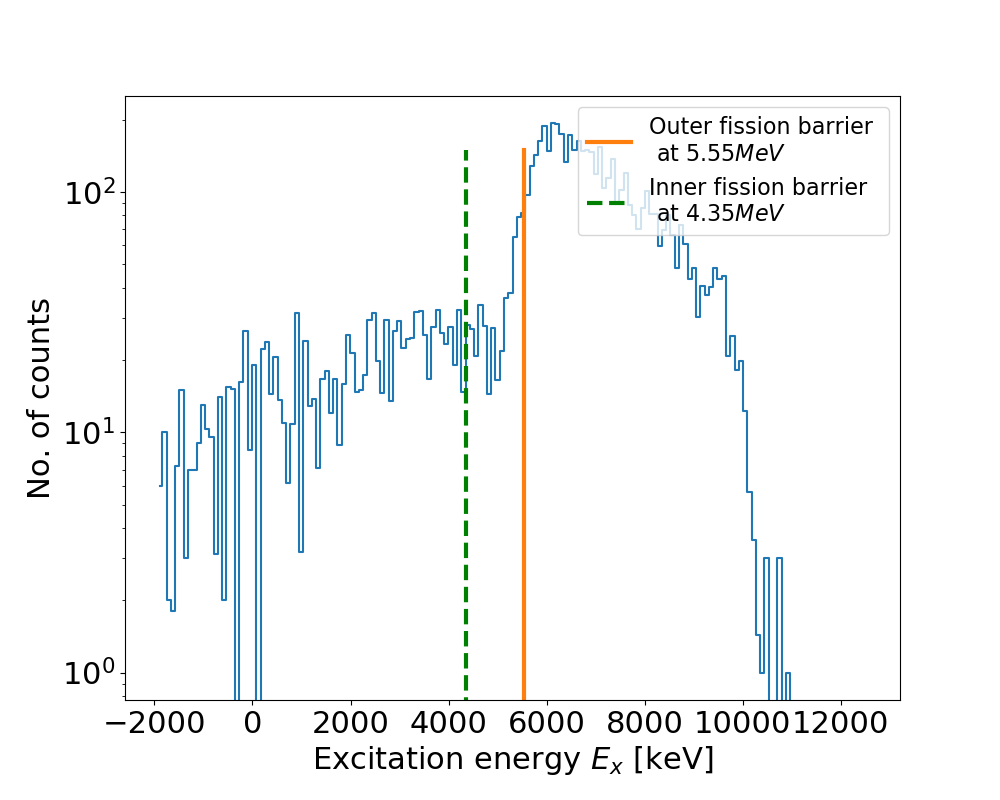 Outer fission barrier
at 5.55MeV
Inner fission barrier
at 4.35MeV
10²
10¹
10⁰
No. of counts
−2000 0 2000 4000 6000 8000 10000 12000
Excitation energy Eₓ [keV]